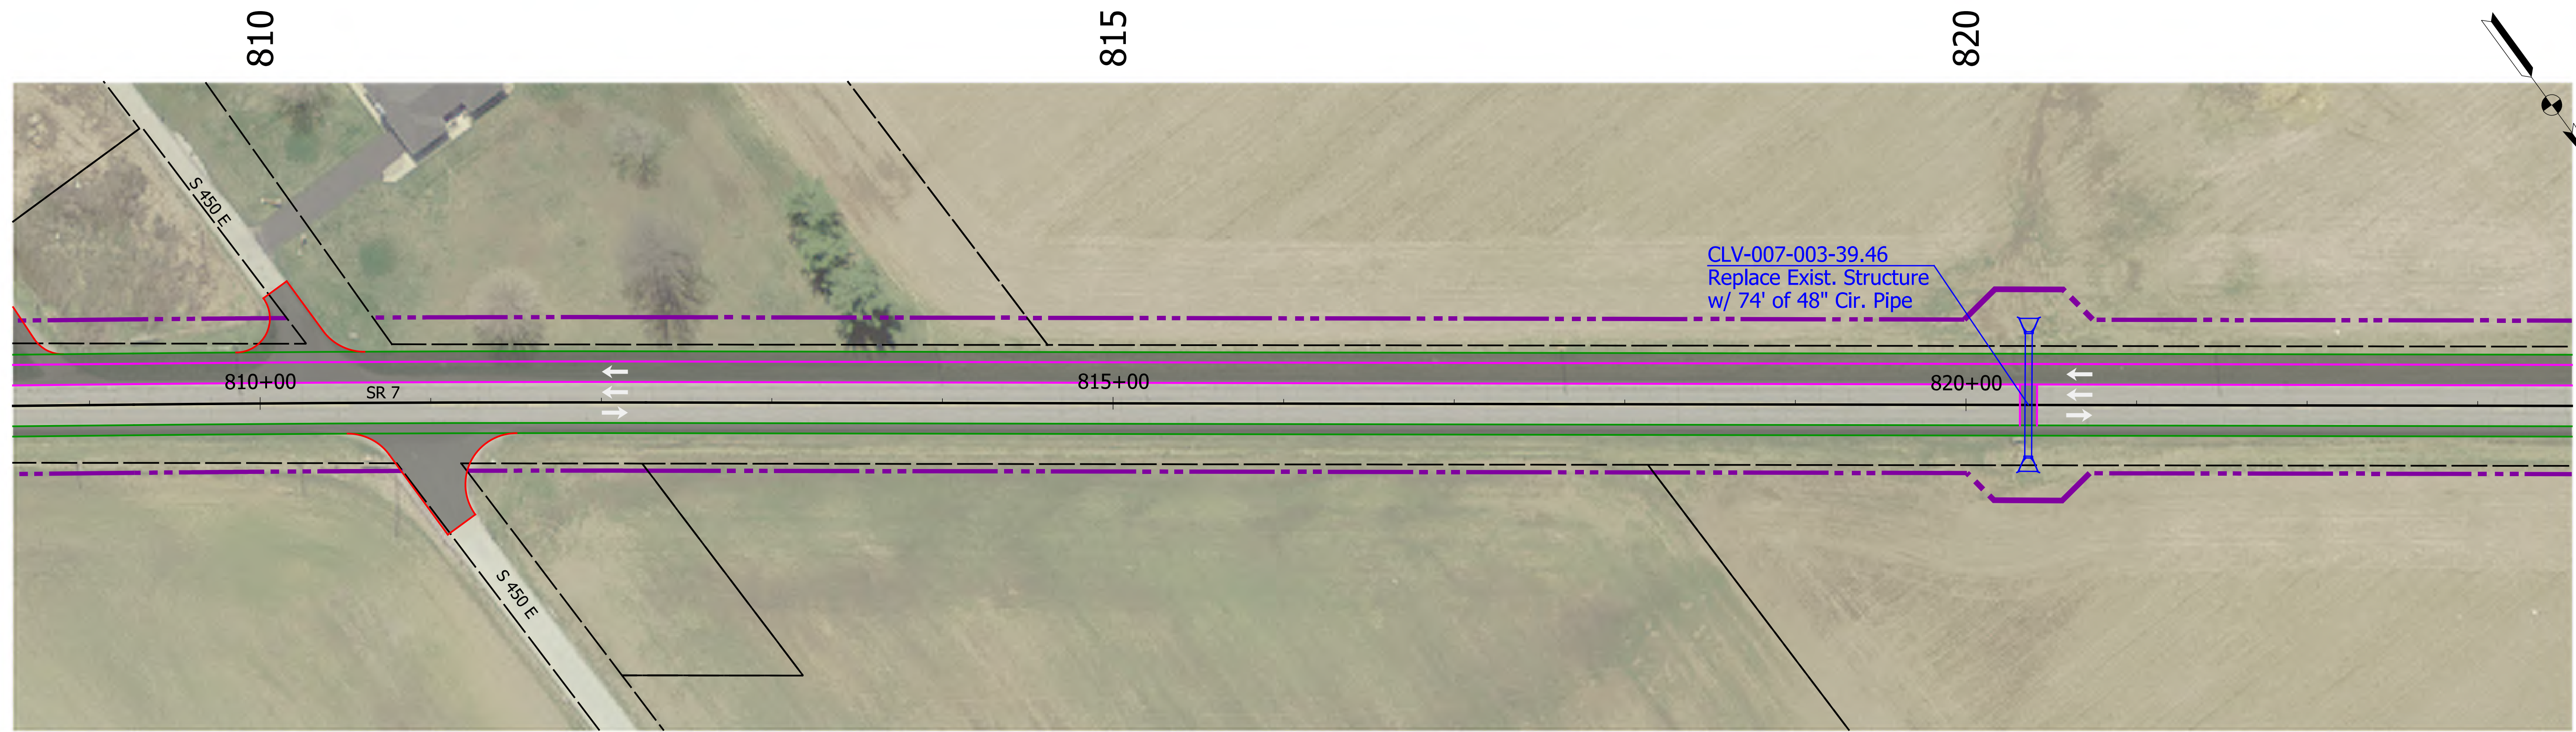 810
815
820
S 450 E
CLV-007-003-39.46
Replace Exist. Structure
w/ 74' of 48" Cir. Pipe
810+00
815+00
820+00
SR 7
S 450 E